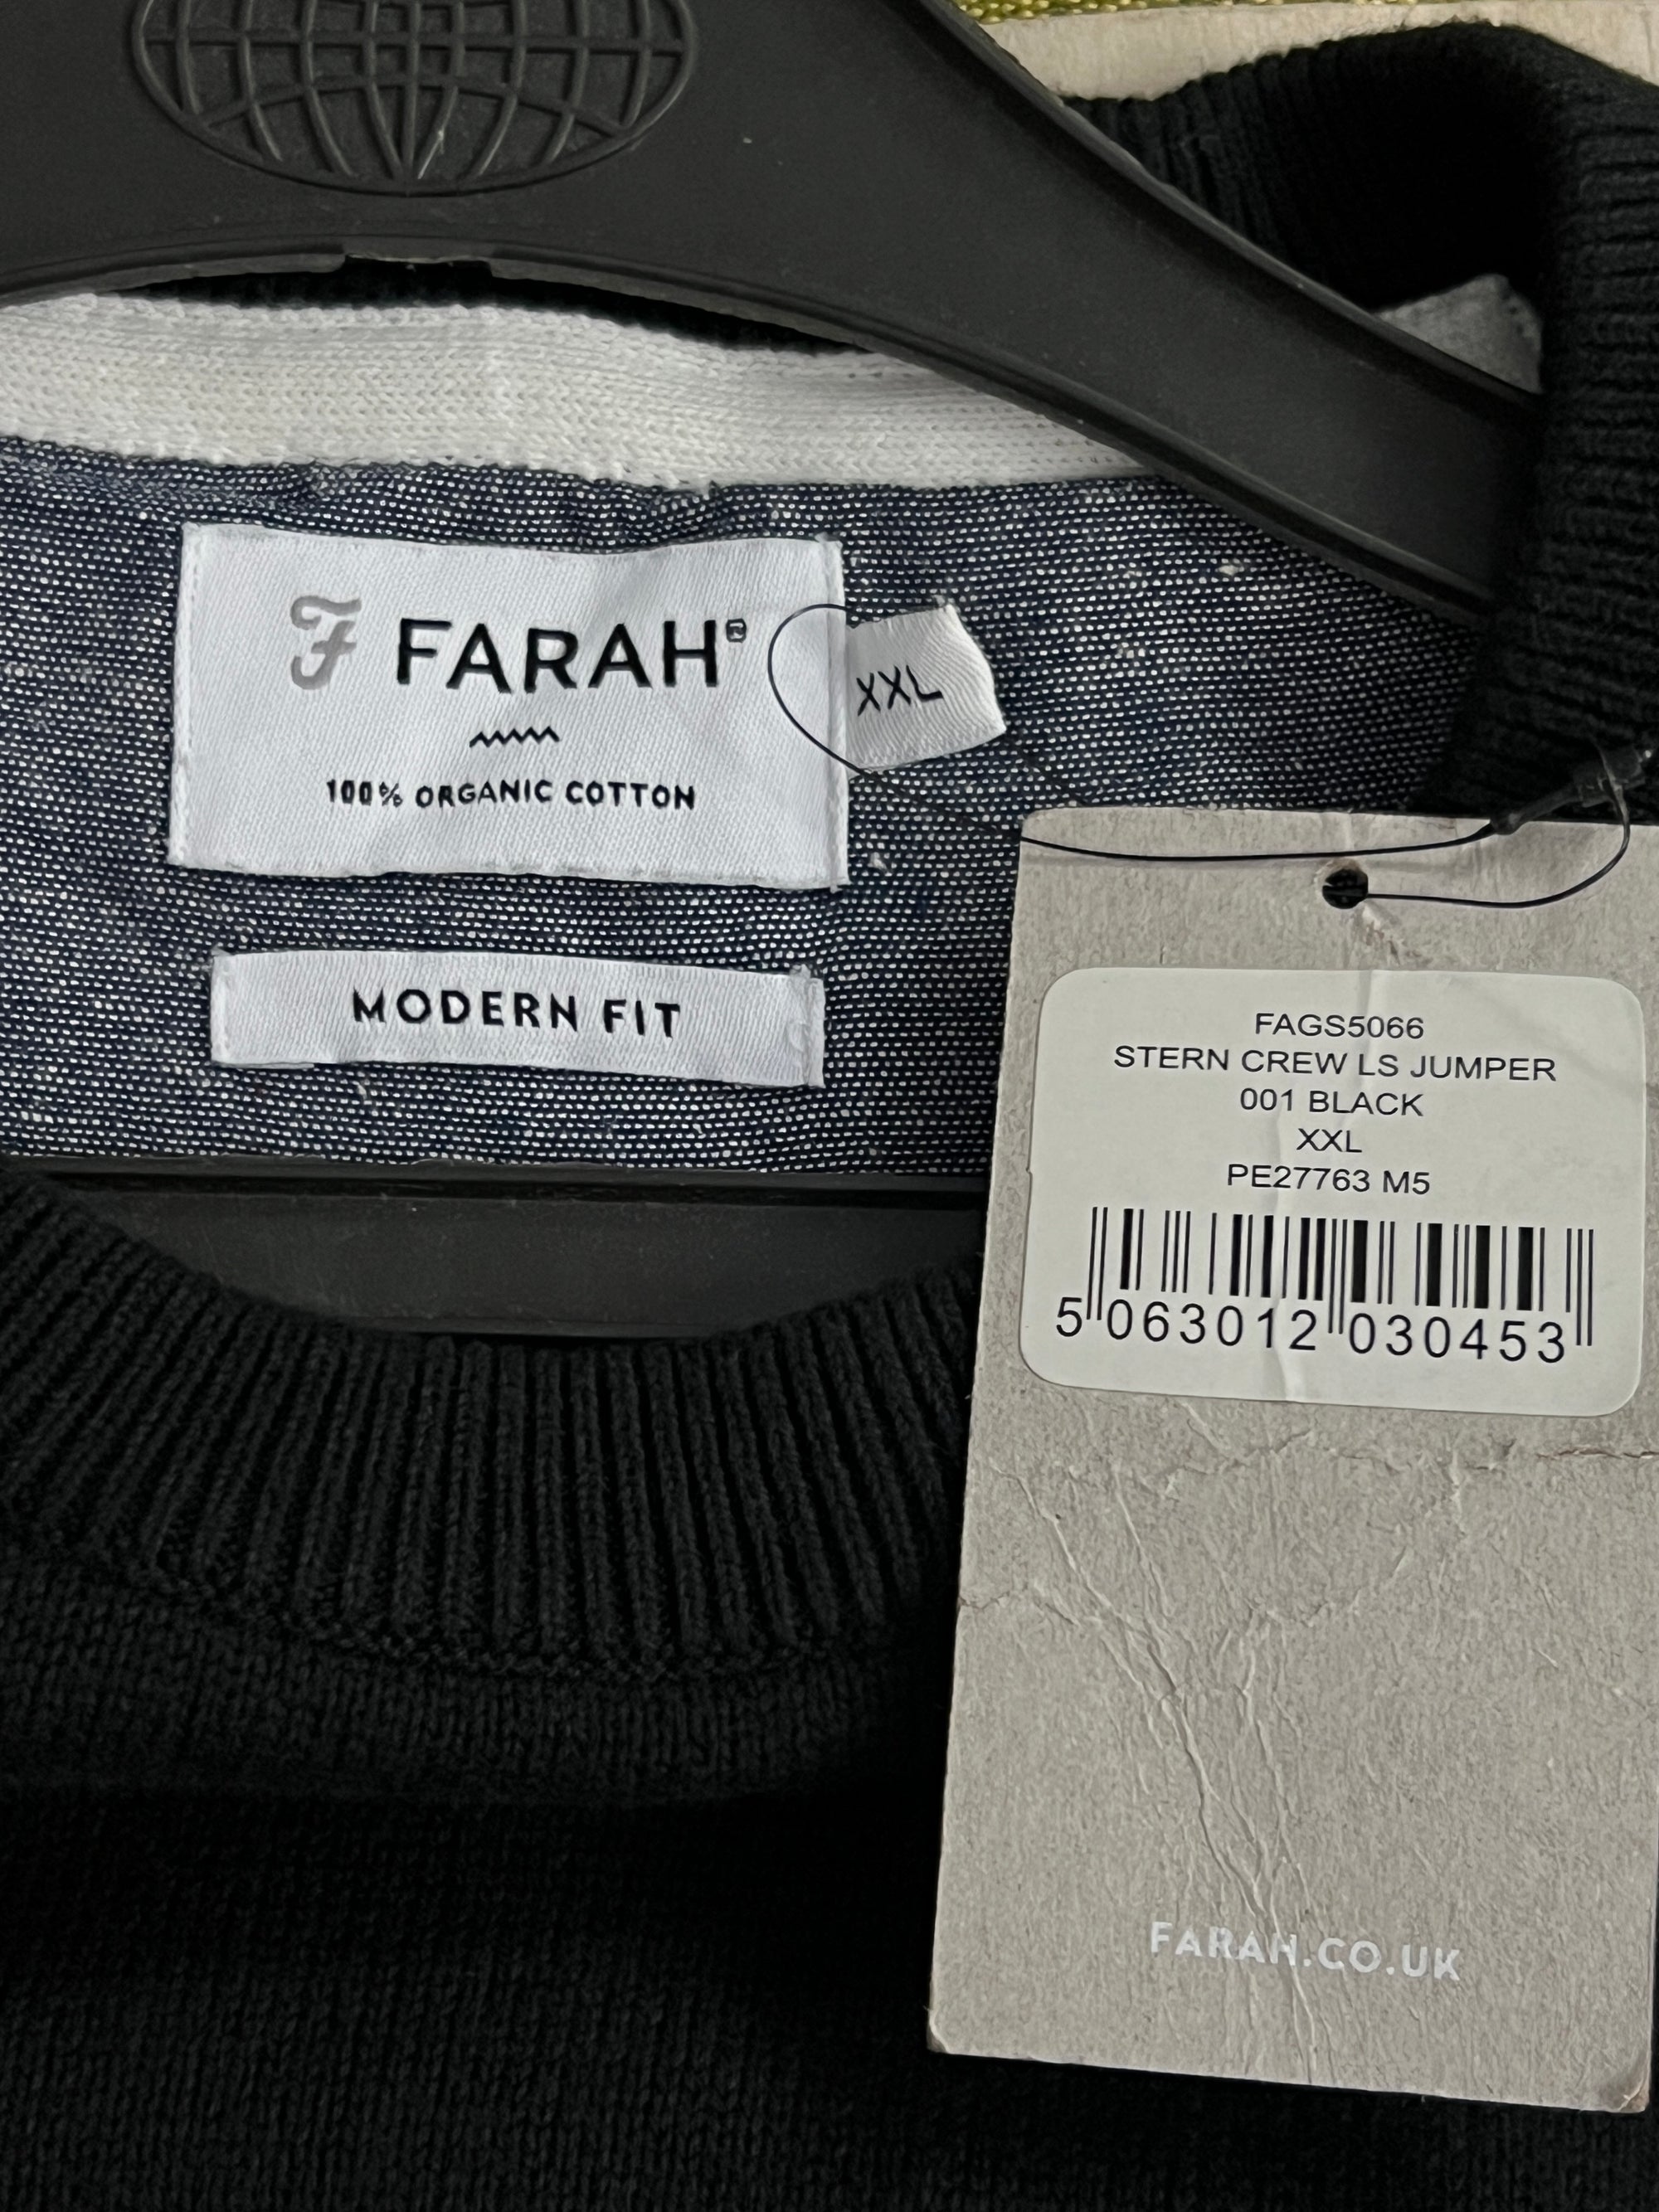 FARAH®
100% ORGANIC COTTON
XXL
MODERN FIT
FAGS5066
STERN CREW LS JUMPER
001 BLACK
XXL
PE27763 M5
5 063012 030453
FARAH.CO.UK